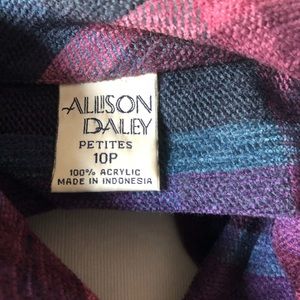 ALLISON
DALEY
PETITES
10P
100% ACRYLIC
MADE IN INDONESIA